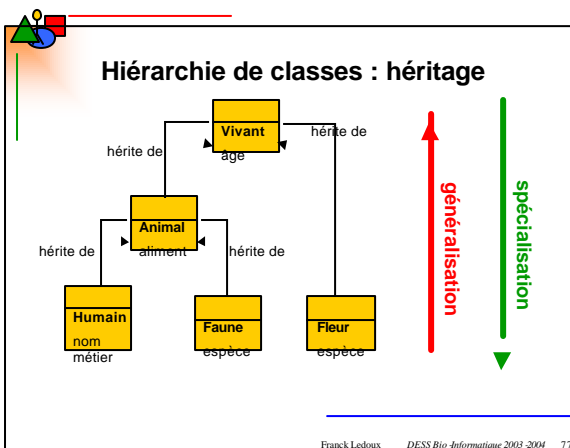 Hiérarchie de classes : héritage
Vivant
âge
hérite de
hérite de
Animal
aliment
hérite de
hérite de
Humain
nom
métier
Faune
espèce
Fleur
espèce
généralisation
spécialisation
Franck Ledoux DESS Bio-Informatique 2003-2004 77